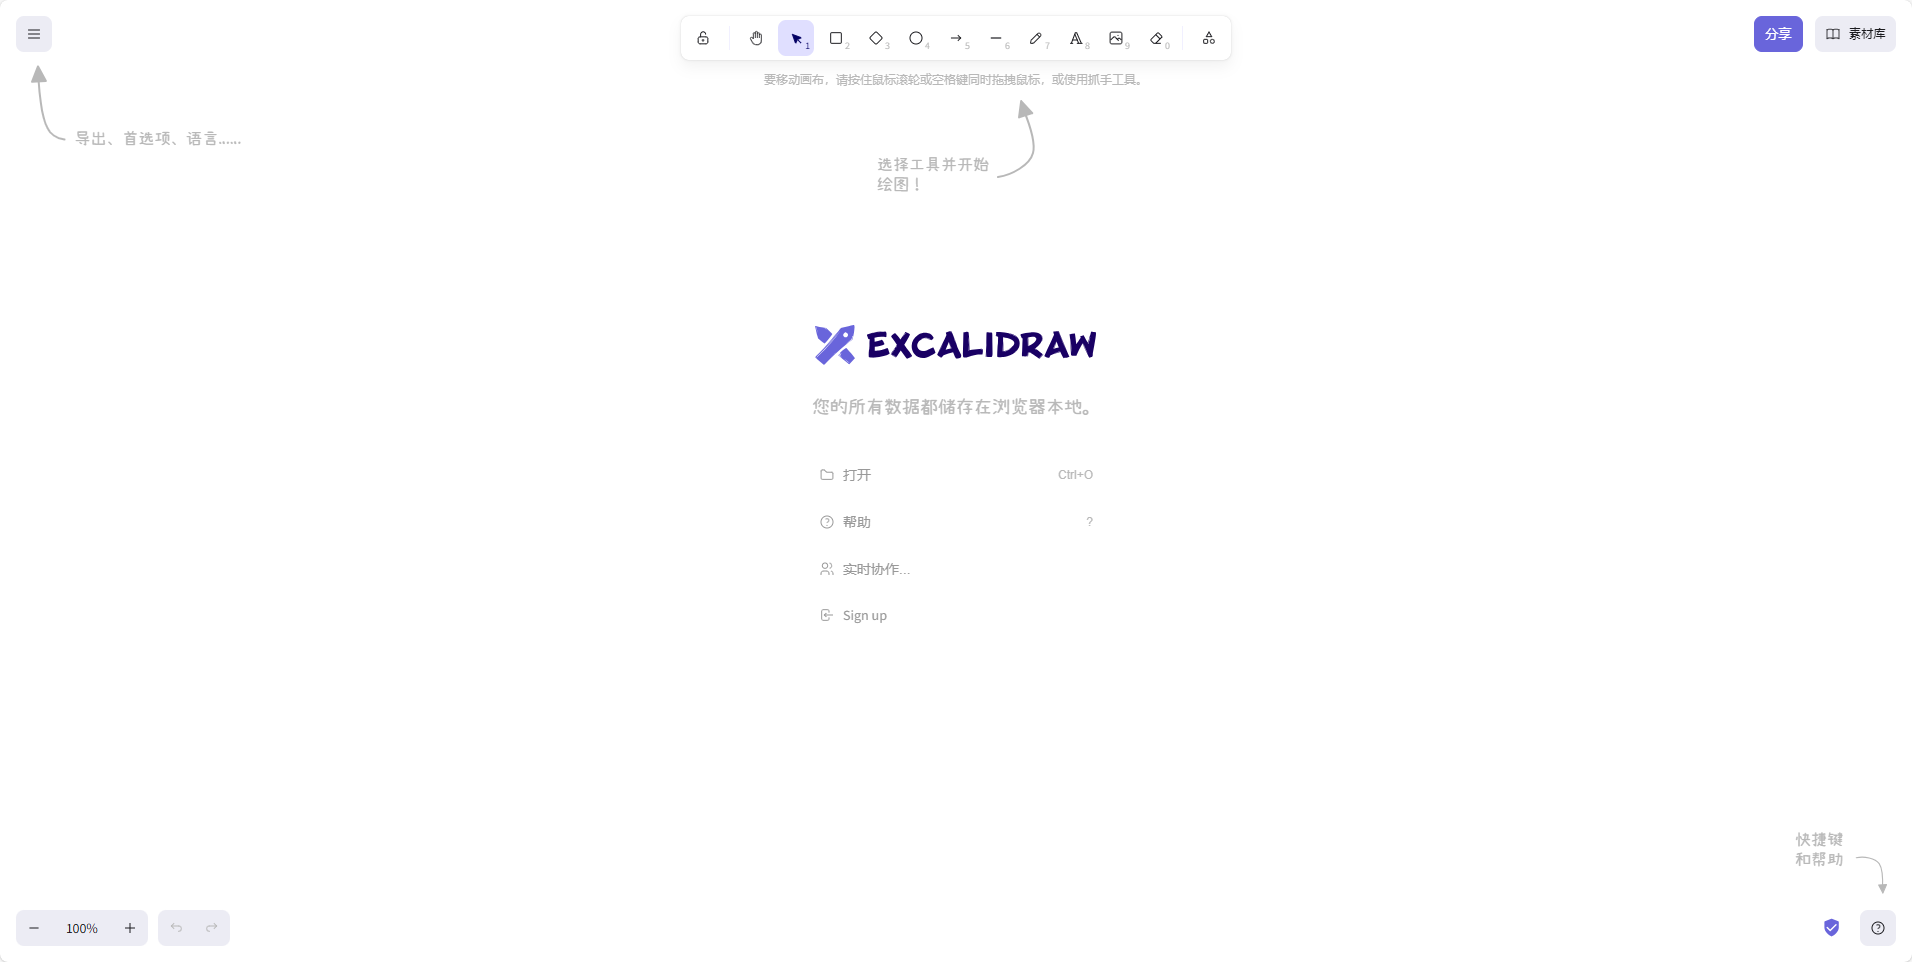 1
2
3
4
5
6
7
8
9
0
分享
素材库
要移动画布，请按住鼠标滚轮或空格键同时拖拽鼠标，或使用抓手工具。
导出、首选项、语言……
选择工具并开始
绘图！
EXCALIDRAW
您的所有数据都储存在浏览器本地。
打开 Ctrl+O
帮助 ?
实时协作...
Sign up
快捷键
和帮助
100%